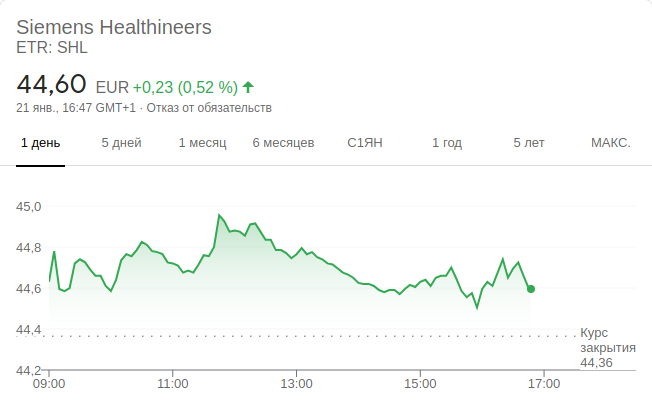 Siemens Healthineers
ETR: SHL
44,60 EUR +0,23 (0,52 %)
21 янв., 16:47 GMT+1 · Отказ от обязательств
1 день 5 дней 1 месяц 6 месяцев С1ЯН 1 год 5 лет МАКС.
45,0
44,8
44,6
44,4
Курс
закрытия
44,36
44,2
09:00 11:00 13:00 15:00 17:00